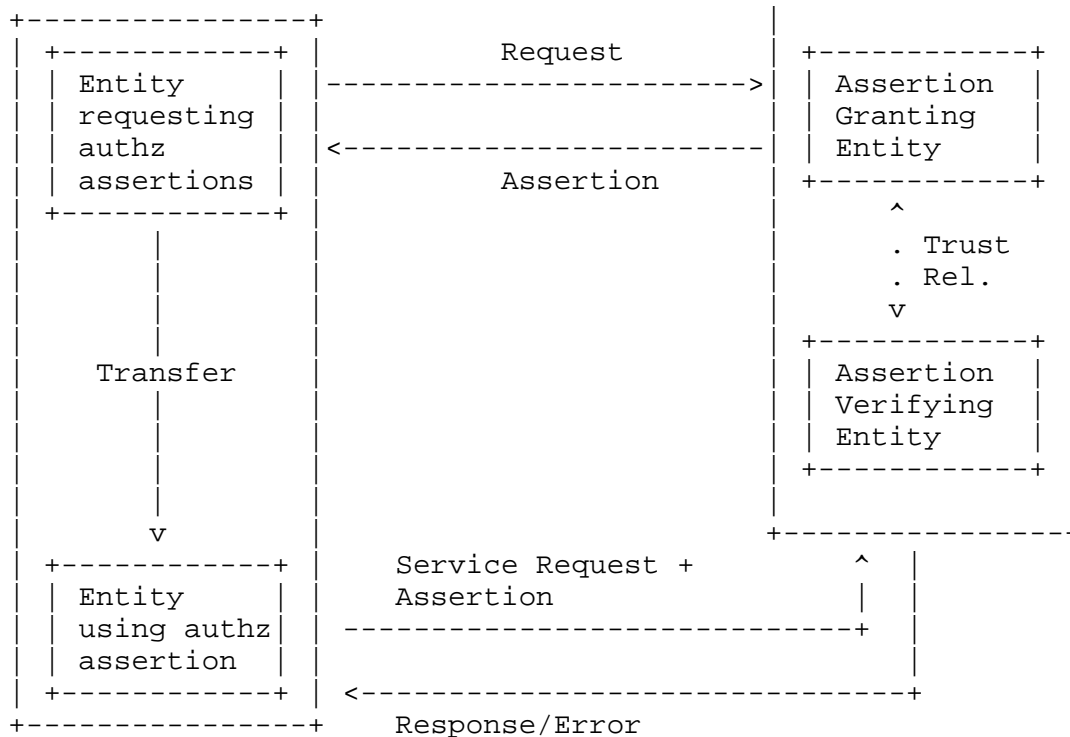 Entity
requesting
authz
assertions
Request
Assertion
Assertion
Granting
Entity
Trust
Rel.
Transfer
Assertion
Verifying
Entity
Entity
using authz
assertion
Service Request +
Assertion
Response/Error